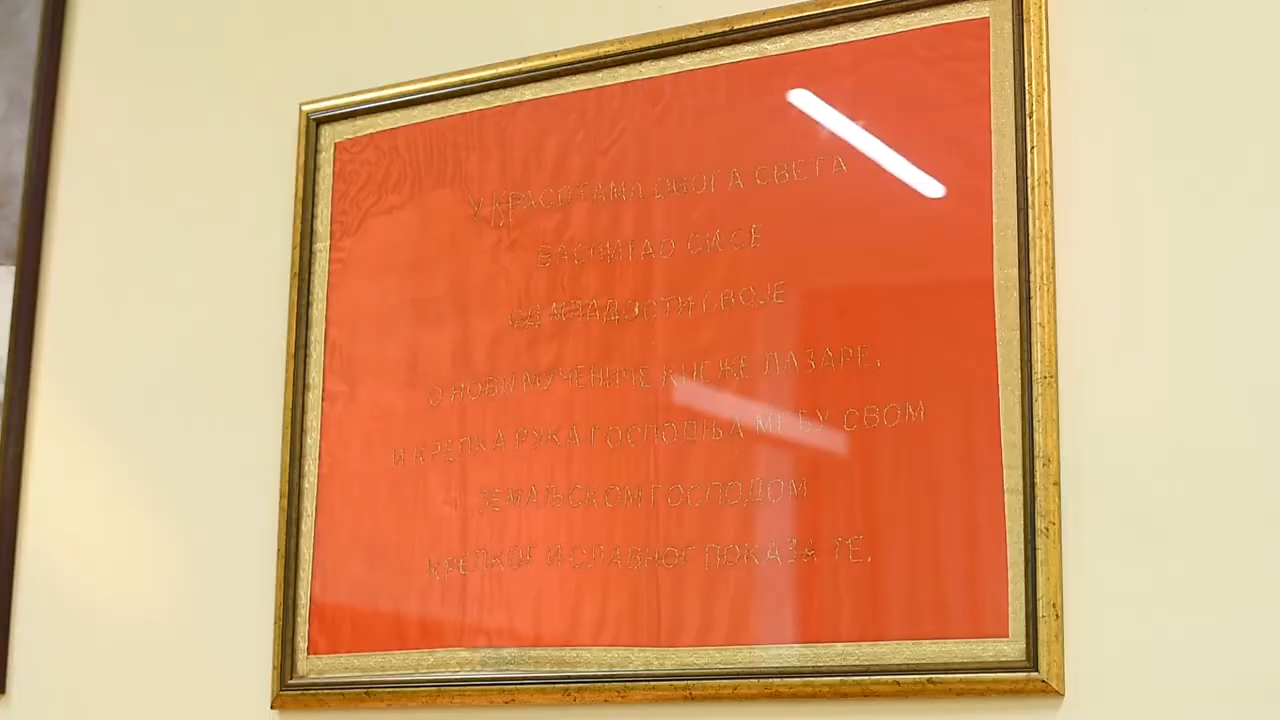 У КРАСОТАМА ОВОГА СВЕТА
ВАСПИТАО СИ СЕ
ОД МЛАДОСТИ СВОЈЕ
О НОВИ МУЧЕНИЧЕ КНЕЖЕ ЛАЗАРЕ,
И КРЕПКА РУКА ГОСПОДЊА МЕЂУ СВОМ
ЗЕМАЉСКОМ ГОСПОДОМ
КРЕПКОГ И СЛАВНОГ ПОКАЗА ТЕ.